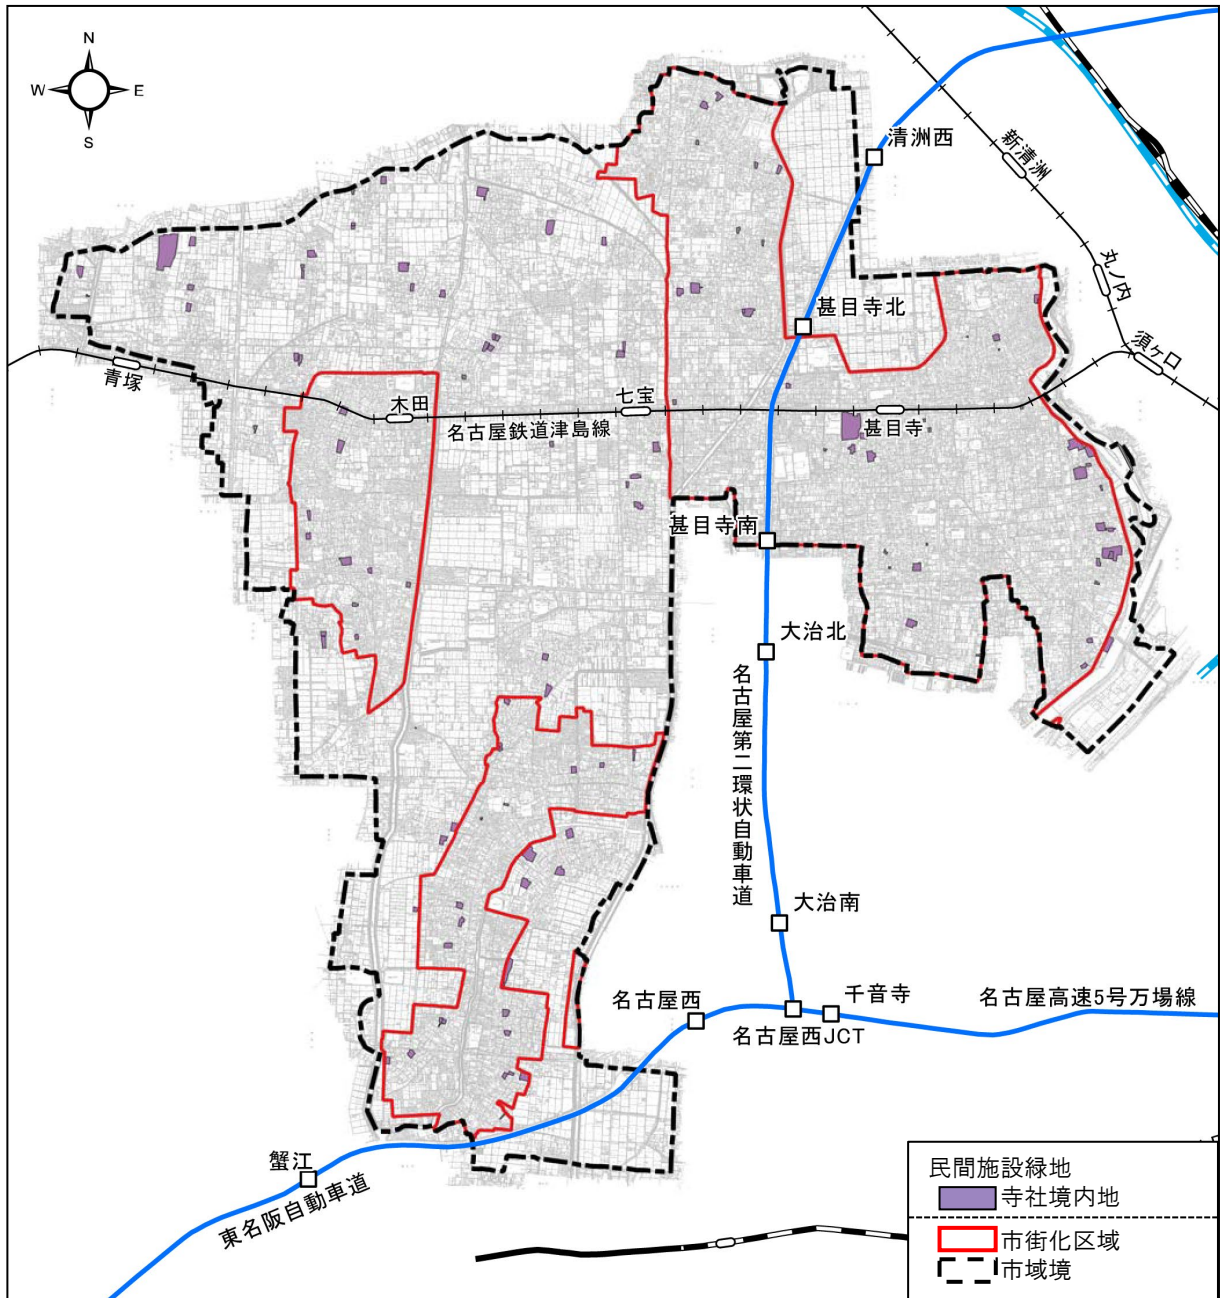 N
W
E
S
清洲西
新清洲
丸ノ内
須ヶ口
甚目寺北
青塚
木田
七宝
名古屋鉄道津島線
甚目寺
甚目寺南
大治北
名古屋第二環状自動車道
大治南
名古屋西
千音寺
名古屋高速5号万場線
名古屋西JCT
蟹江
東名阪自動車道
民間施設緑地
寺社境内地
市街化区域
市域境